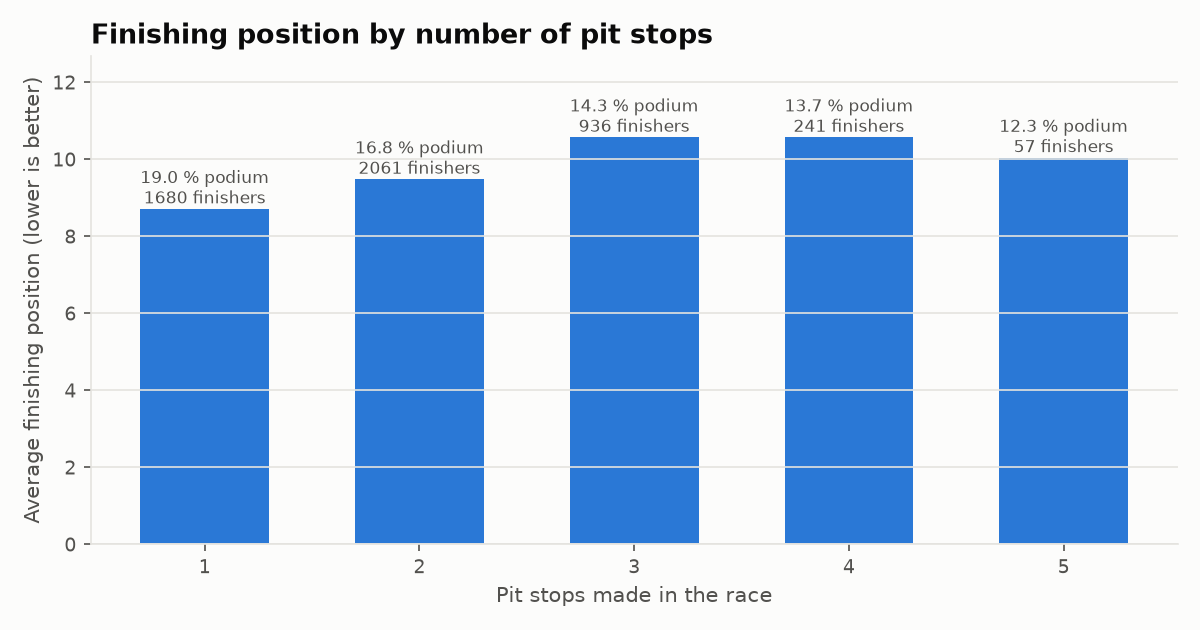 Finishing position by number of pit stops
Average finishing position (lower is better)
12
10
8
6
4
2
0
19.0 % podium
1680 finishers
16.8 % podium
2061 finishers
14.3 % podium
936 finishers
13.7 % podium
241 finishers
12.3 % podium
57 finishers
1
2
3
4
5
Pit stops made in the race